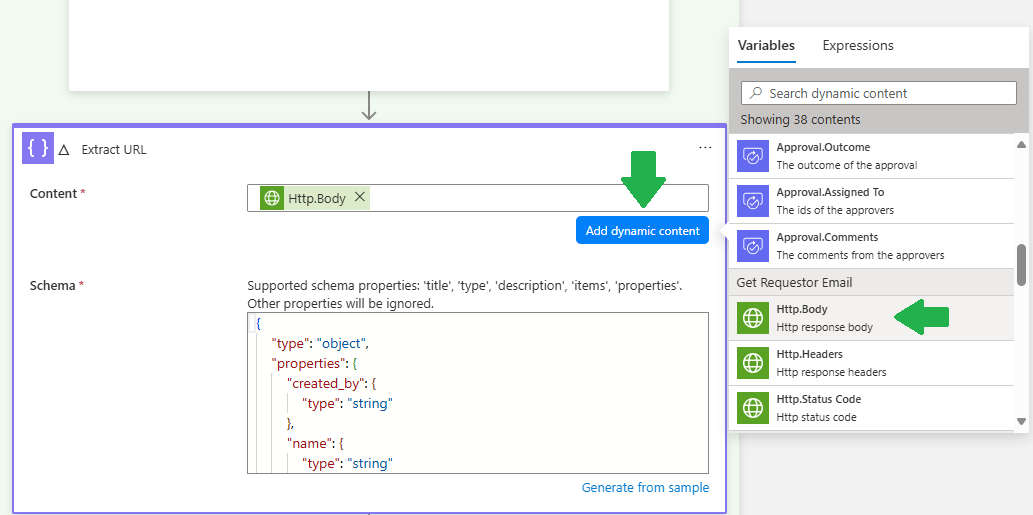 Variables Expressions
Search dynamic content
Showing 38 contents
Approval.Outcome
The outcome of the approval
Approval.Assigned To
The ids of the approvers
Approval.Comments
The comments from the approvers
Get Requestor Email
Http.Body
Http response body
Http.Headers
Http response headers
Http.Status Code
Http status code
{ } Extract URL ...
Content *
Http.Body ×
Add dynamic content
Schema *
Supported schema properties: 'title', 'type', 'description', 'items', 'properties'.
Other properties will be ignored.
{
"type": "object",
"properties": {
"created_by": {
"type": "string"
},
"name": {
"type": "string"
Generate from sample